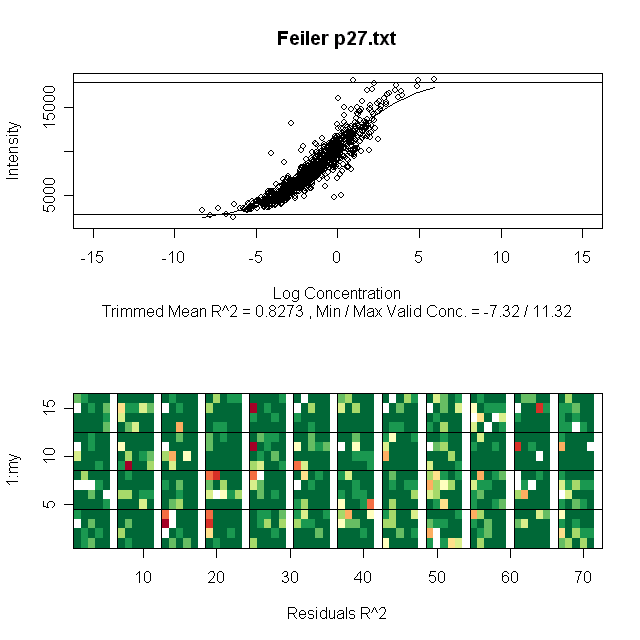 Feiler p27.txt
15000
5000
Intensity
-15 -10 -5 0 5 10 15
Log Concentration
Trimmed Mean R^2 = 0.8273 , Min / Max Valid Conc. = -7.32 / 11.32
15
10
5
1:my
10 20 30 40 50 60 70
Residuals R^2